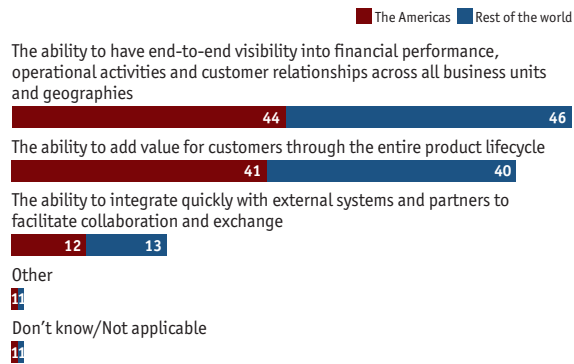 The Americas Rest of the world
The ability to have end-to-end visibility into financial performance,
operational activities and customer relationships across all business units
and geographies
44 46
The ability to add value for customers through the entire product lifecycle
41 40
The ability to integrate quickly with external systems and partners to
facilitate collaboration and exchange
12 13
Other
1 1
Don't know/Not applicable
1 1